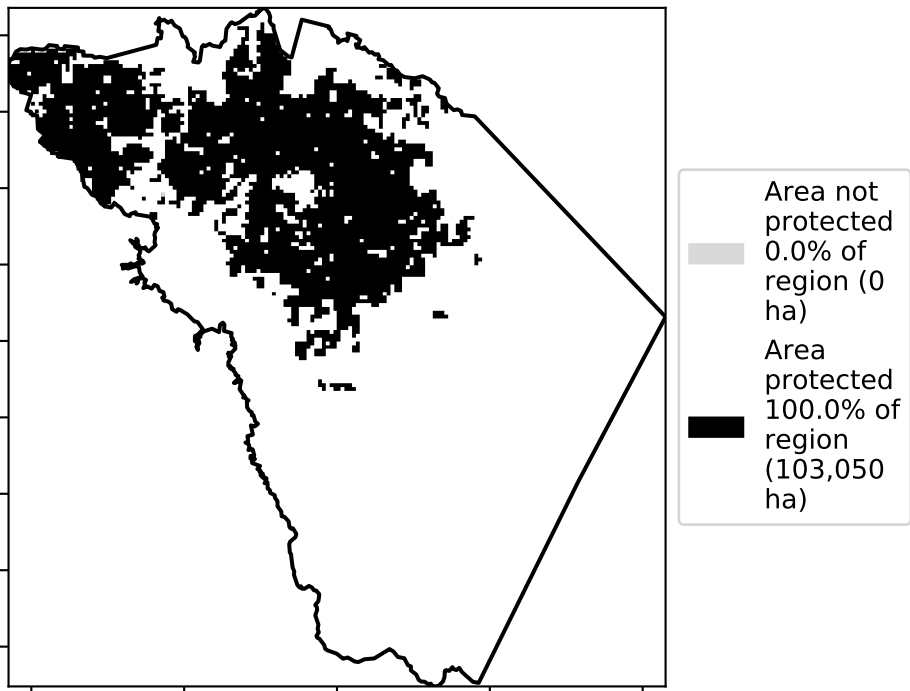 Area not
protected
0.0% of
region (0
ha)
Area
protected
100.0% of
region
(103,050
ha)